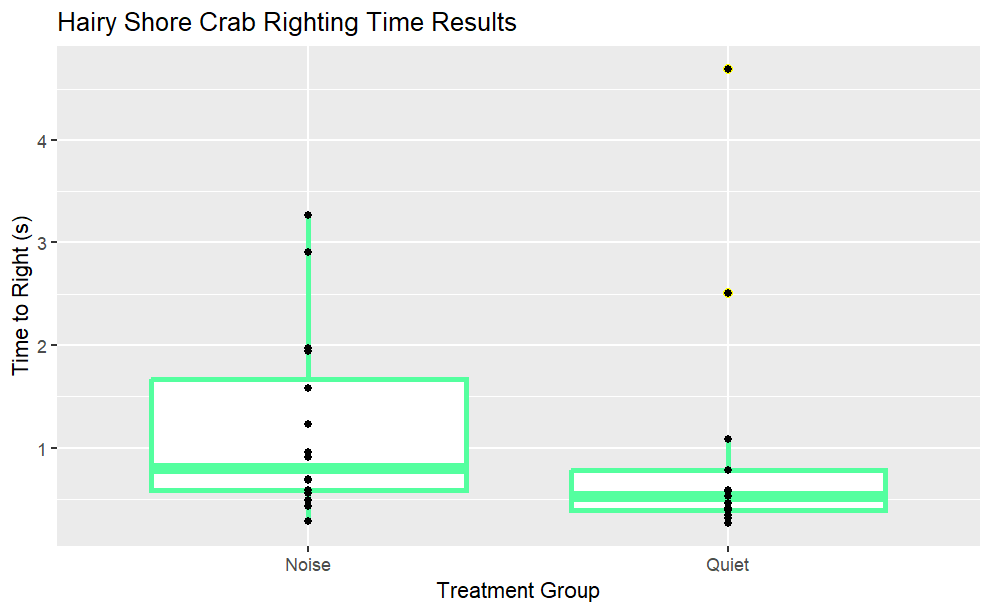 Hairy Shore Crab Righting Time Results
Time to Right (s)
4
3
2
1
Noise
Quiet
Treatment Group